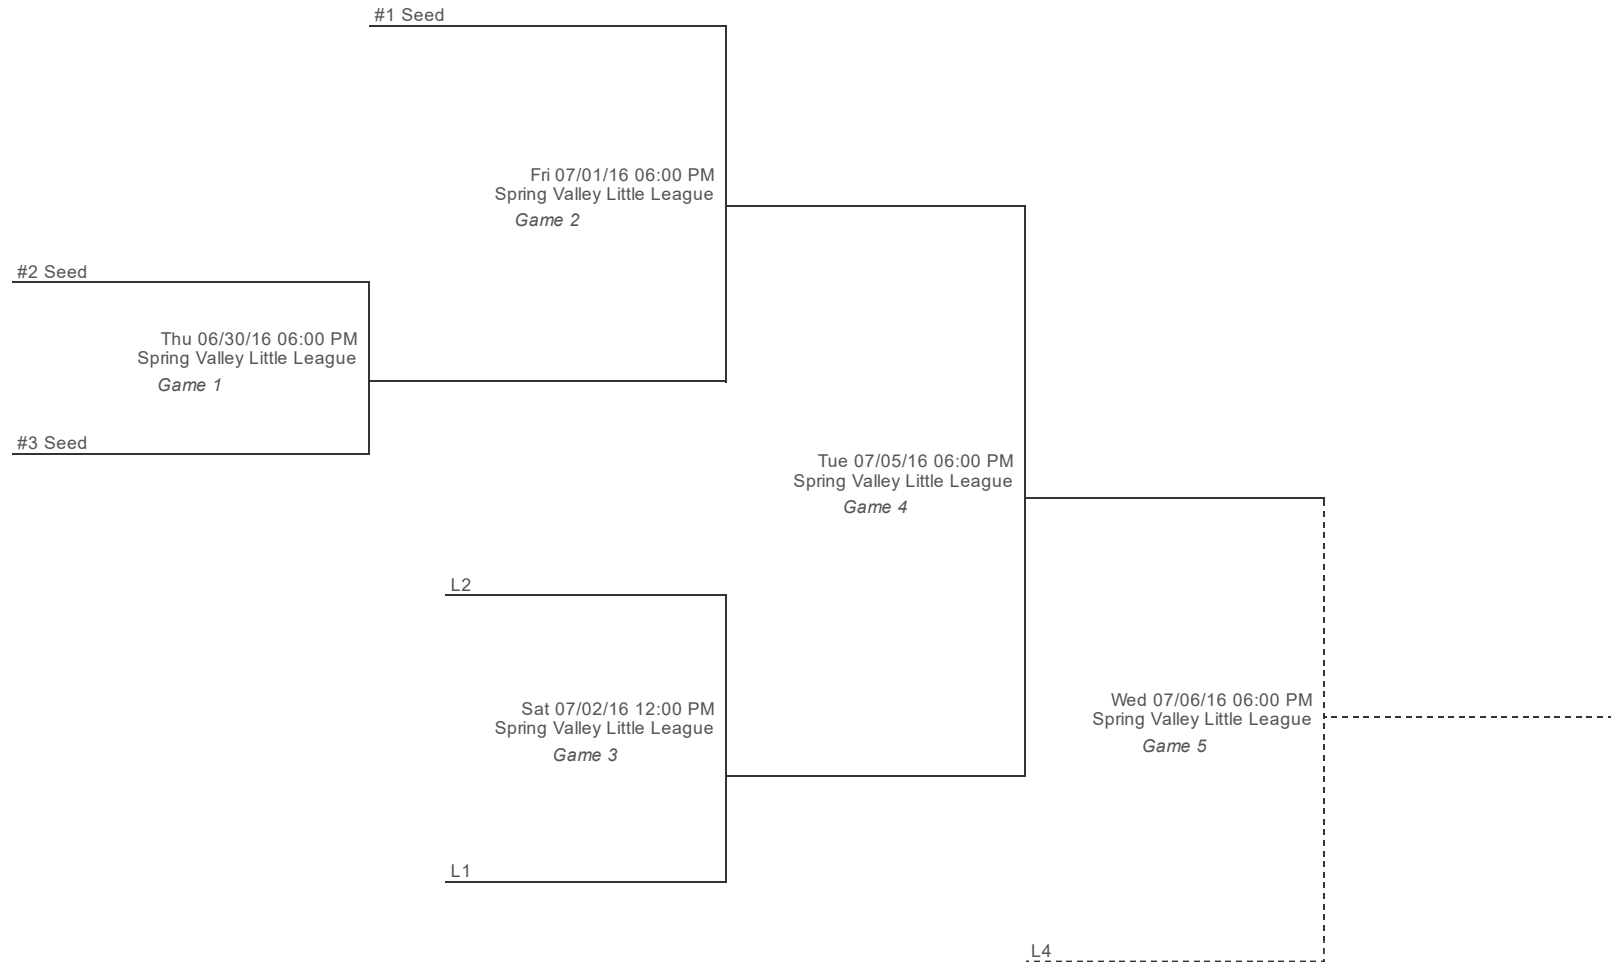 #1 Seed
Fri 07/01/16 06:00 PM
Spring Valley Little League
Game 2
#2 Seed
Thu 06/30/16 06:00 PM
Spring Valley Little League
Game 1
#3 Seed
Tue 07/05/16 06:00 PM
Spring Valley Little League
Game 4
L2
Sat 07/02/16 12:00 PM
Spring Valley Little League
Game 3
Wed 07/06/16 06:00 PM
Spring Valley Little League
Game 5
L1
L4